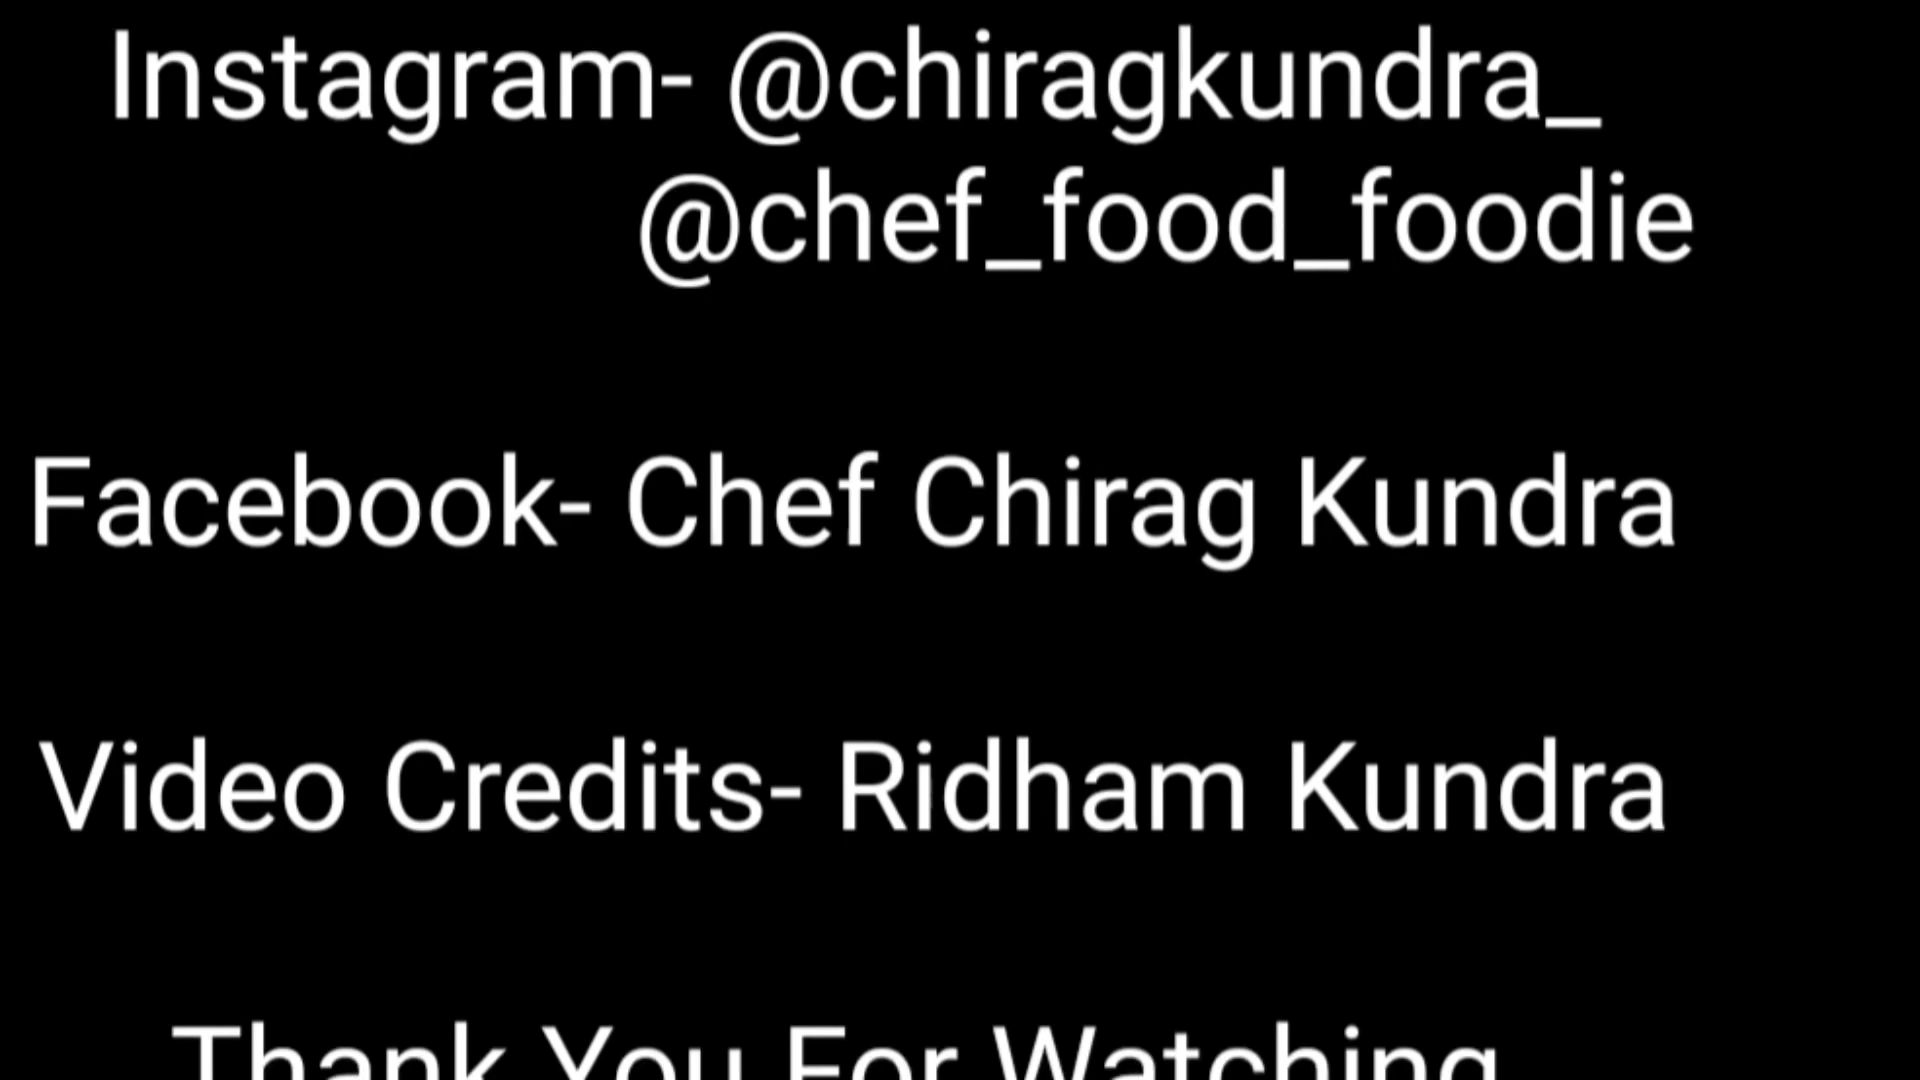 Instagram- @chiragkundra_
@chef_food_foodie
Facebook- Chef Chirag Kundra
Video Credits- Ridham Kundra
Thank You For Watching